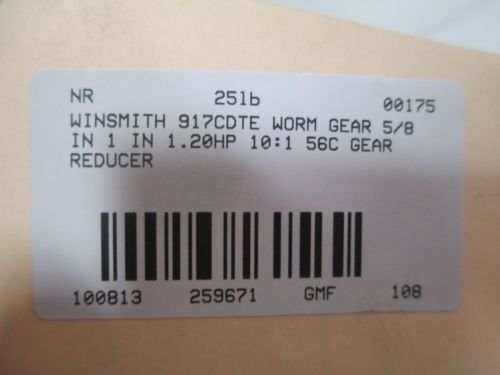 NR 25lb 00175
WINSMITH 917CDTE WORM GEAR 5/8
IN 1 IN 1.20HP 10:1 56C GEAR
REDUCER
100813 259671 GMF 108